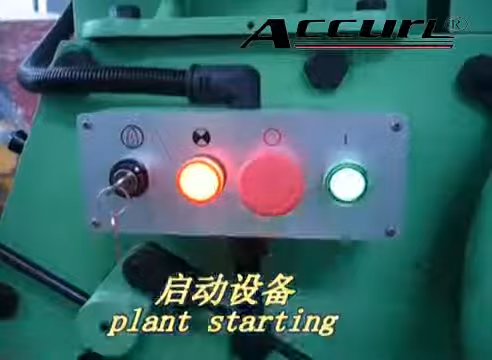 ACCURL®
启动设备
plant starting